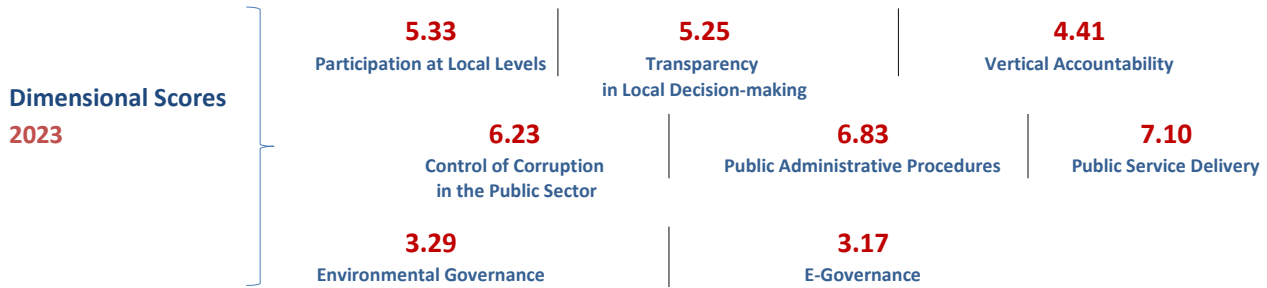 Dimensional Scores
2023
5.33
Participation at Local Levels
5.25
Transparency
in Local Decision-making
4.41
Vertical Accountability
6.23
Control of Corruption
in the Public Sector
6.83
Public Administrative Procedures
7.10
Public Service Delivery
3.29
Environmental Governance
3.17
E-Governance